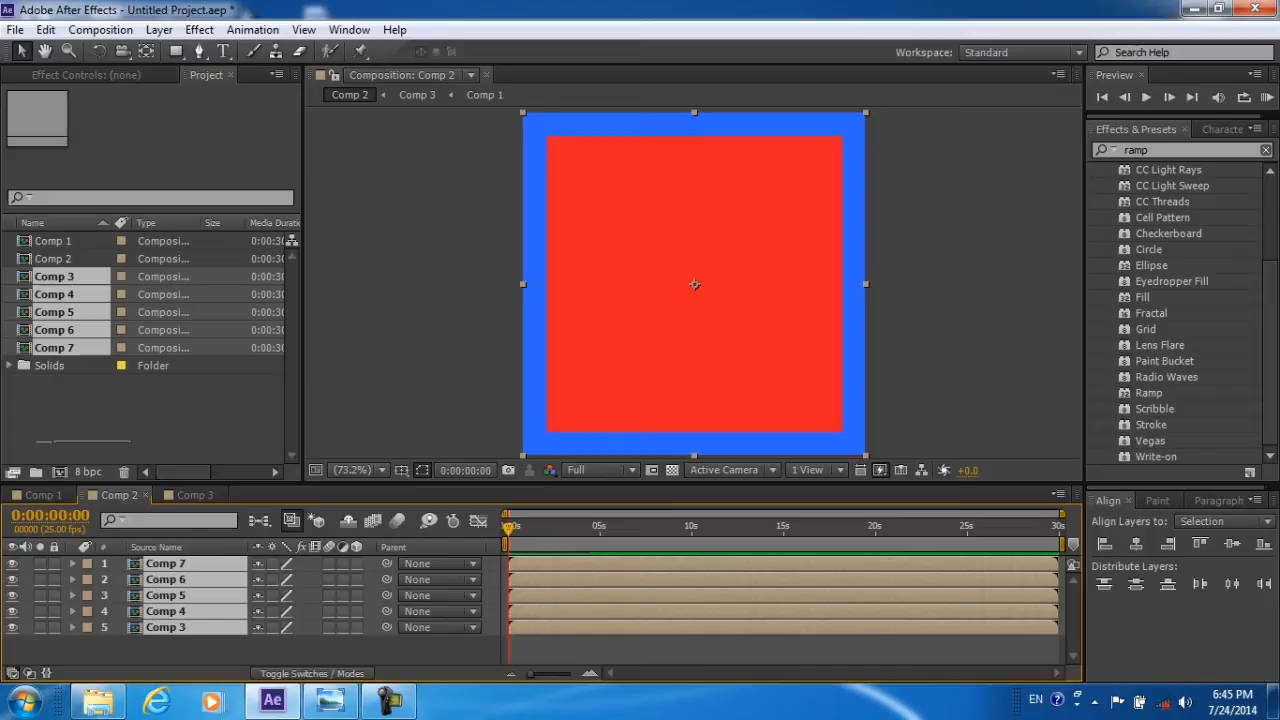 Adobe After Effects - Untitled Project.aep *
File Edit Composition Layer Effect Animation View Window Help
Workspace: Standard Search Help
Effect Controls: (none) Project
Composition: Comp 2
Comp 2 Comp 3 Comp 1
Preview
Effects & Presets Characte
ramp
CC Light Rays
CC Light Sweep
CC Threads
Cell Pattern
Checkerboard
Circle
Ellipse
Eyedropper Fill
Fill
Fractal
Grid
Lens Flare
Paint Bucket
Radio Waves
Ramp
Scribble
Stroke
Vegas
Write-on
Name Type Size Media Duratio
Comp 1 Composi... 0:00:30
Comp 2 Composi... 0:00:30
Comp 3 Composi... 0:00:30
Comp 4 Composi... 0:00:30
Comp 5 Composi... 0:00:30
Comp 6 Composi... 0:00:30
Comp 7 Composi... 0:00:30
Solids Folder
8 bpc
(73.2%) 0:00:00:00 Full Active Camera 1 View +0.0
Comp 1 Comp 2 Comp 3
0:00:00:00
00000 (25.00 fps)
05s 10s 15s 20s 25s 30s
# Source Name Parent
1 Comp 7 None
2 Comp 6 None
3 Comp 5 None
4 Comp 4 None
5 Comp 3 None
Toggle Switches / Modes
Align Paint Paragraph
Align Layers to: Selection
Distribute Layers:
EN 6:45 PM
7/24/2014